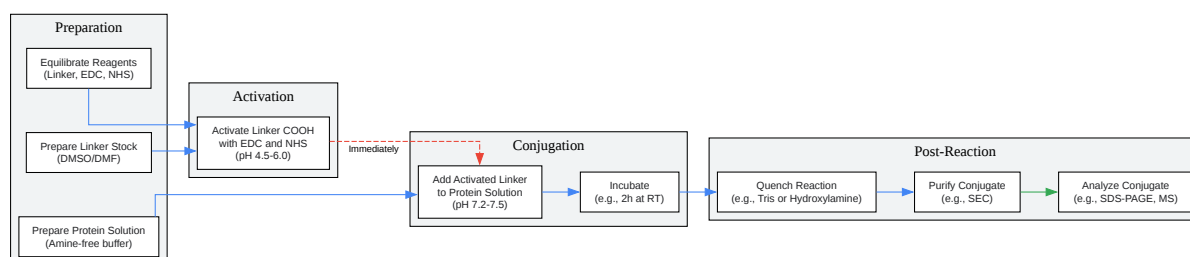 Preparation
Equilibrate Reagents
(Linker, EDC, NHS)
Prepare Linker Stock
(DMSO/DMF)
Prepare Protein Solution
(Amine-free buffer)
Activation
Activate Linker COOH
with EDC and NHS
(pH 4.5-6.0)
Immediately
Conjugation
Add Activated Linker
to Protein Solution
(pH 7.2-7.5)
Incubate
(e.g., 2h at RT)
Post-Reaction
Quench Reaction
(e.g., Tris or Hydroxylamine)
Purify Conjugate
(e.g., SEC)
Analyze Conjugate
(e.g., SDS-PAGE, MS)